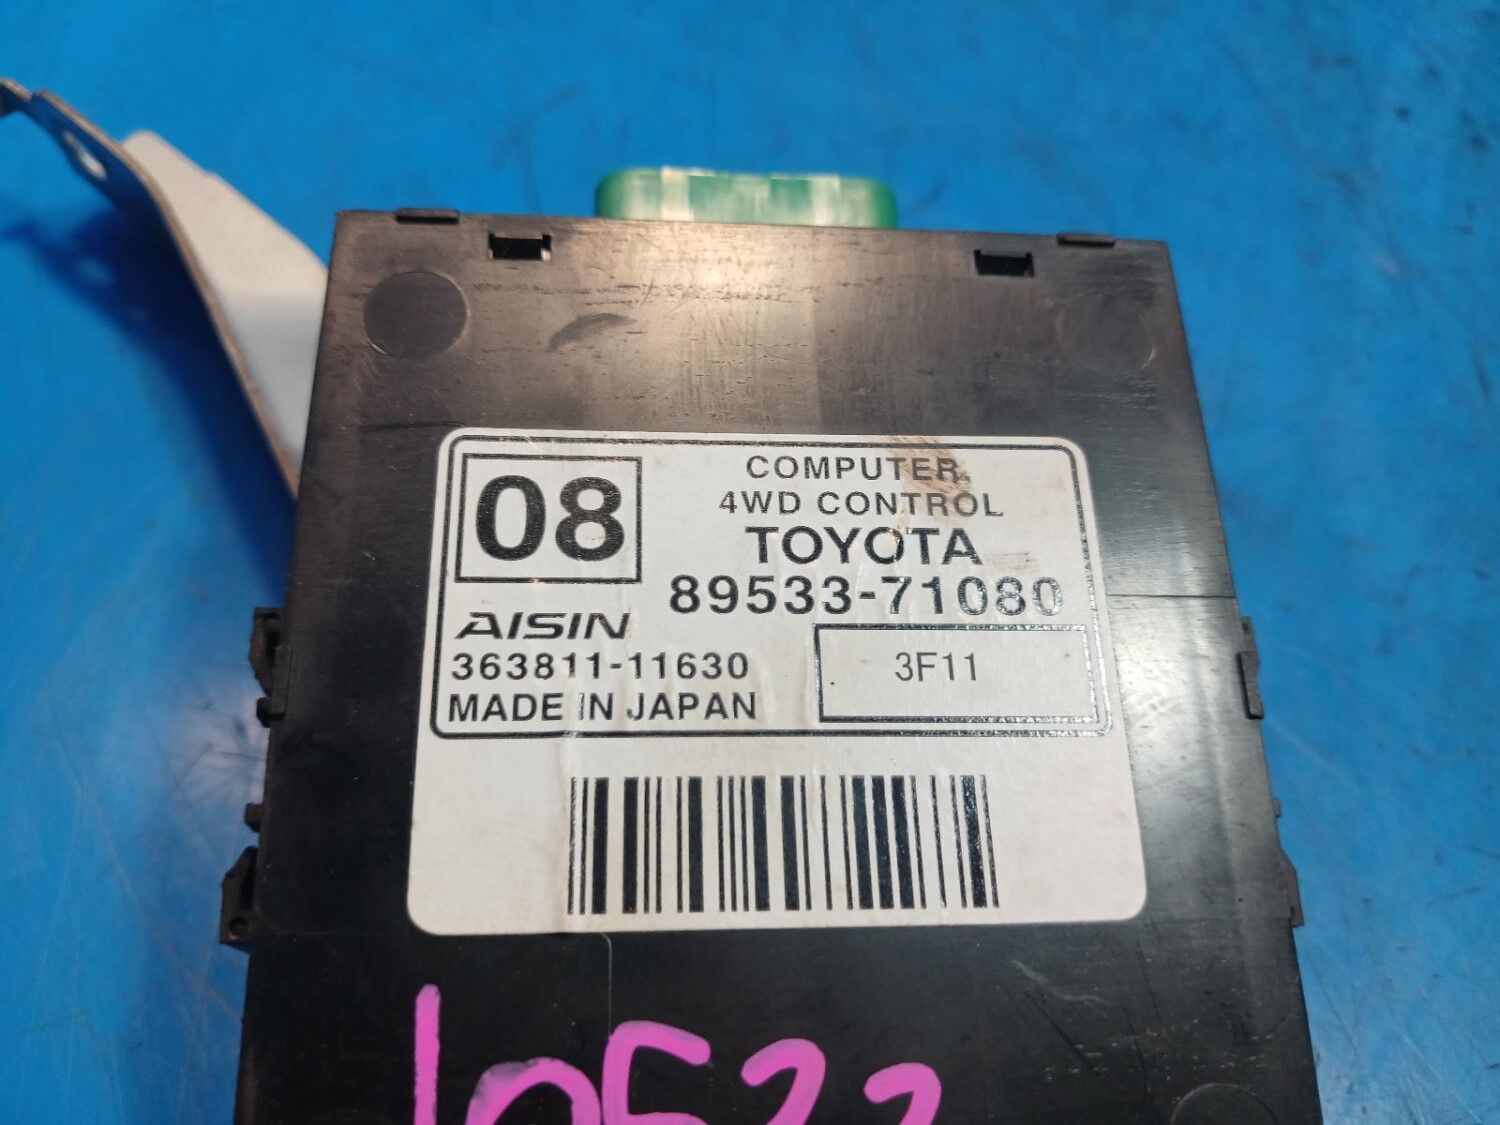 08
COMPUTER,
4WD CONTROL
TOYOTA
89533-71080
AISIN
363811-11630
MADE IN JAPAN
3F11